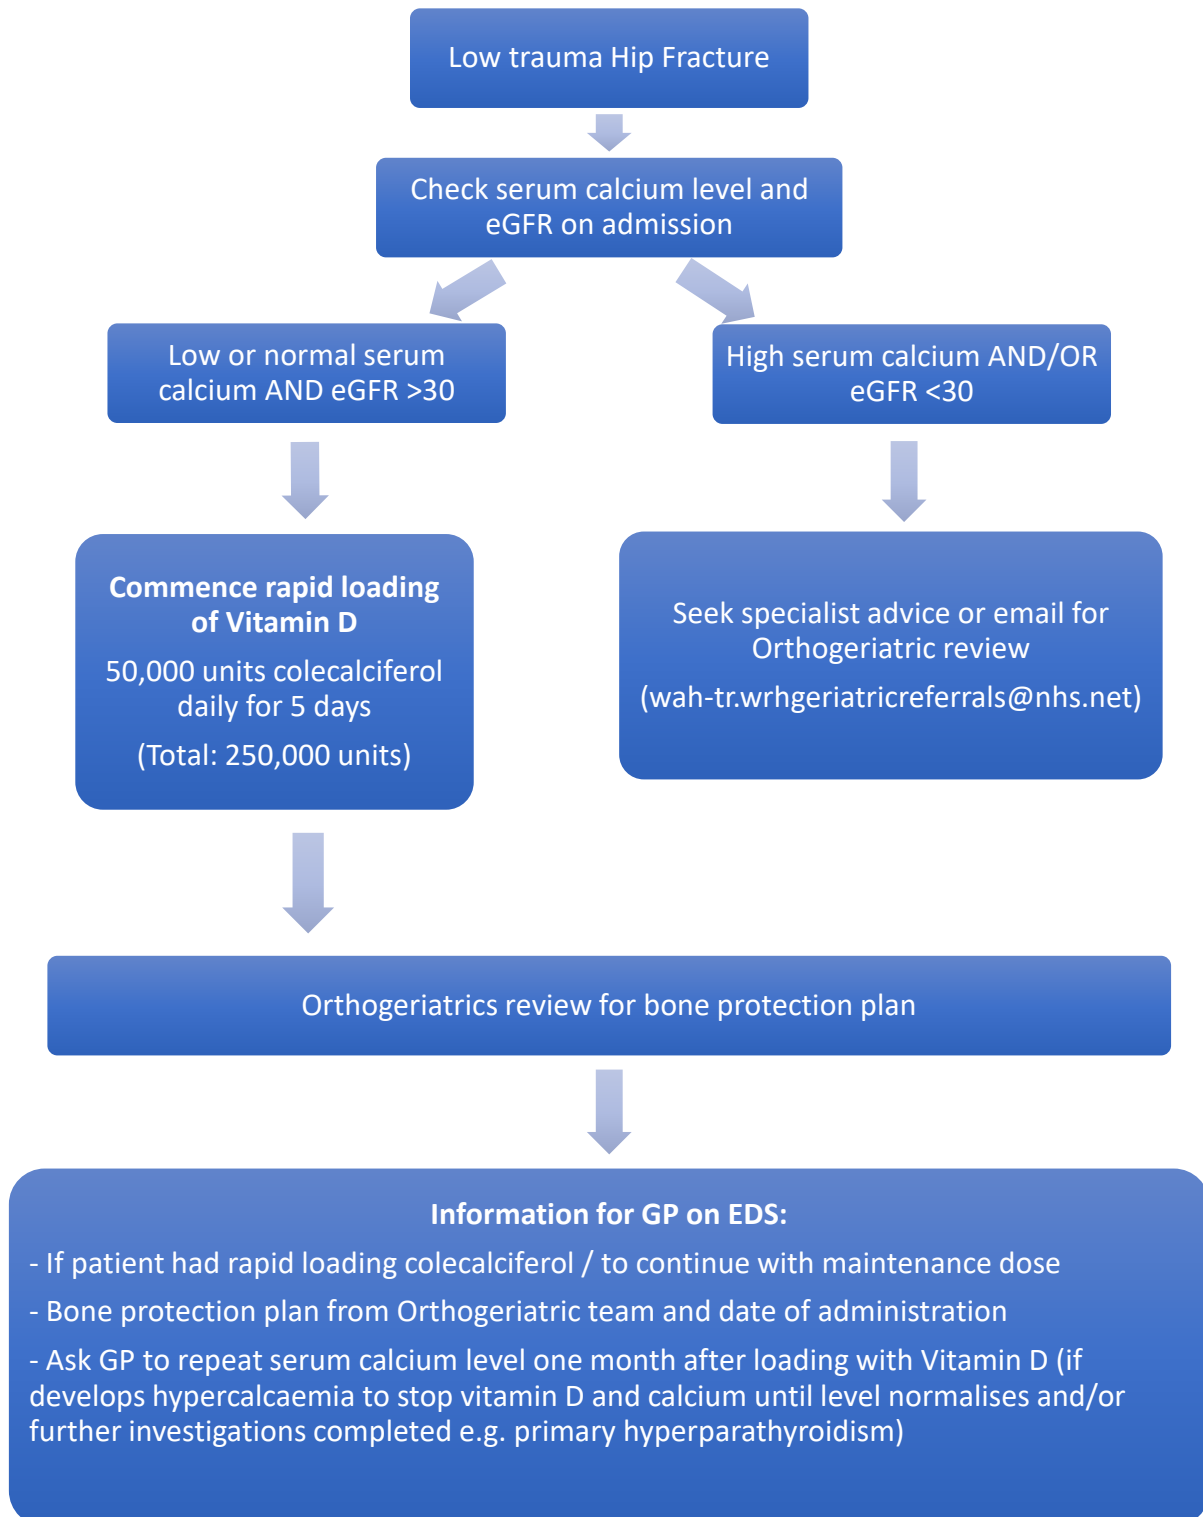 Low trauma Hip Fracture
Check serum calcium level and
eGFR on admission
Low or normal serum
calcium AND eGFR >30
High serum calcium AND/OR
eGFR <30
Commence rapid loading
of Vitamin D
50,000 units colecalciferol
daily for 5 days
(Total: 250,000 units)
Seek specialist advice or email for
Orthogeriatric review
(wah-tr.wrhgeriatricreferrals@nhs.net)
Orthogeriatrics review for bone protection plan
Information for GP on EDS:
- If patient had rapid loading colecalciferol / to continue with maintenance dose
- Bone protection plan from Orthogeriatric team and date of administration
- Ask GP to repeat serum calcium level one month after loading with Vitamin D (if
develops hypercalcaemia to stop vitamin D and calcium until level normalises and/or
further investigations completed e.g. primary hyperparathyroidism)